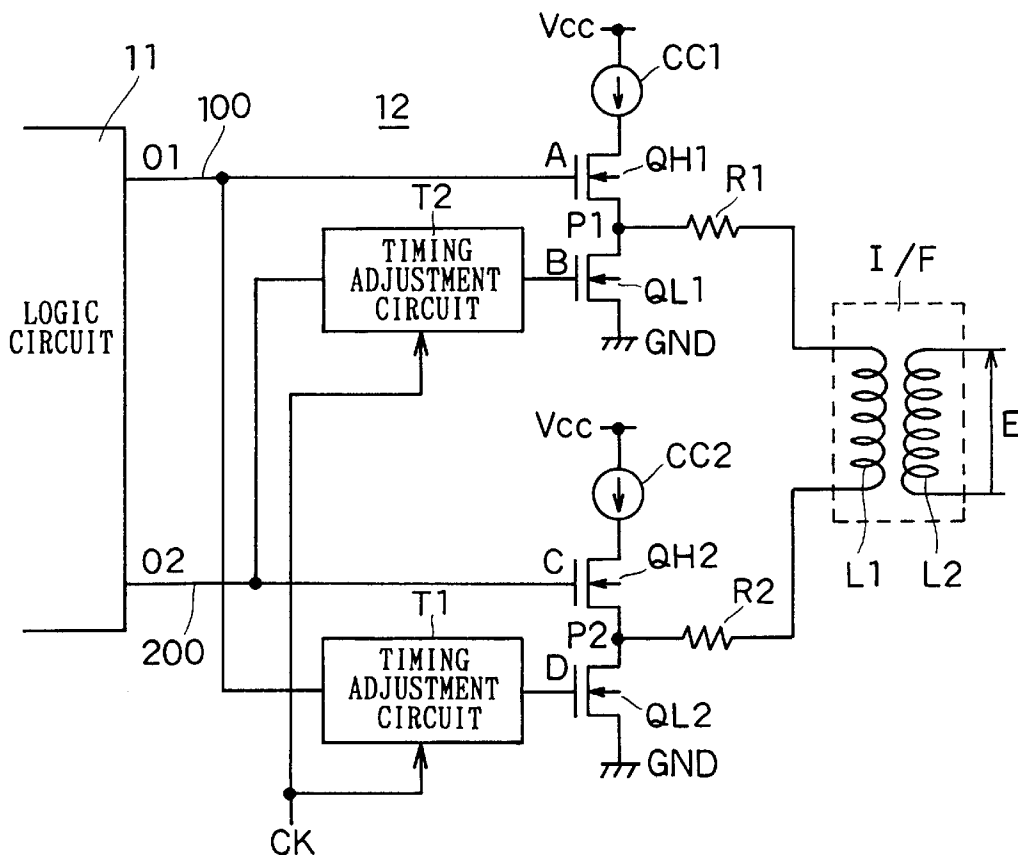 Vcc
CC1
11
100
12
O1
A
QH1
R1
T2
P1
I/F
TIMING
ADJUSTMENT
CIRCUIT
B
QL1
LOGIC
CIRCUIT
GND
E
Vcc
CC2
O2
C
QH2
L1
L2
R2
200
T1
P2
TIMING
ADJUSTMENT
CIRCUIT
D
QL2
GND
CK